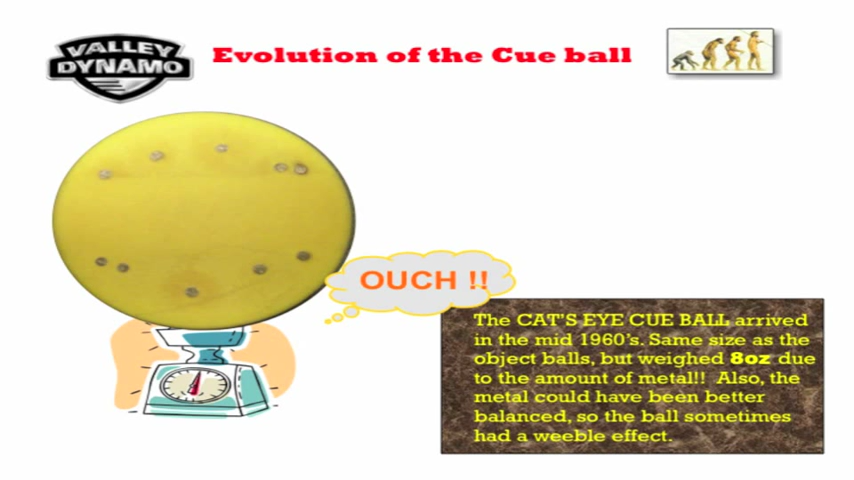 VALLEY
DYNAMO
Evolution of the Cue ball
OUCH !!
The CAT'S EYE CUE BALL arrived
in the mid 1960's. Same size as the
object balls, but weighed 8oz due
to the amount of metal!! Also, the
metal could have been better
balanced, so the ball sometimes
had a weeble effect.